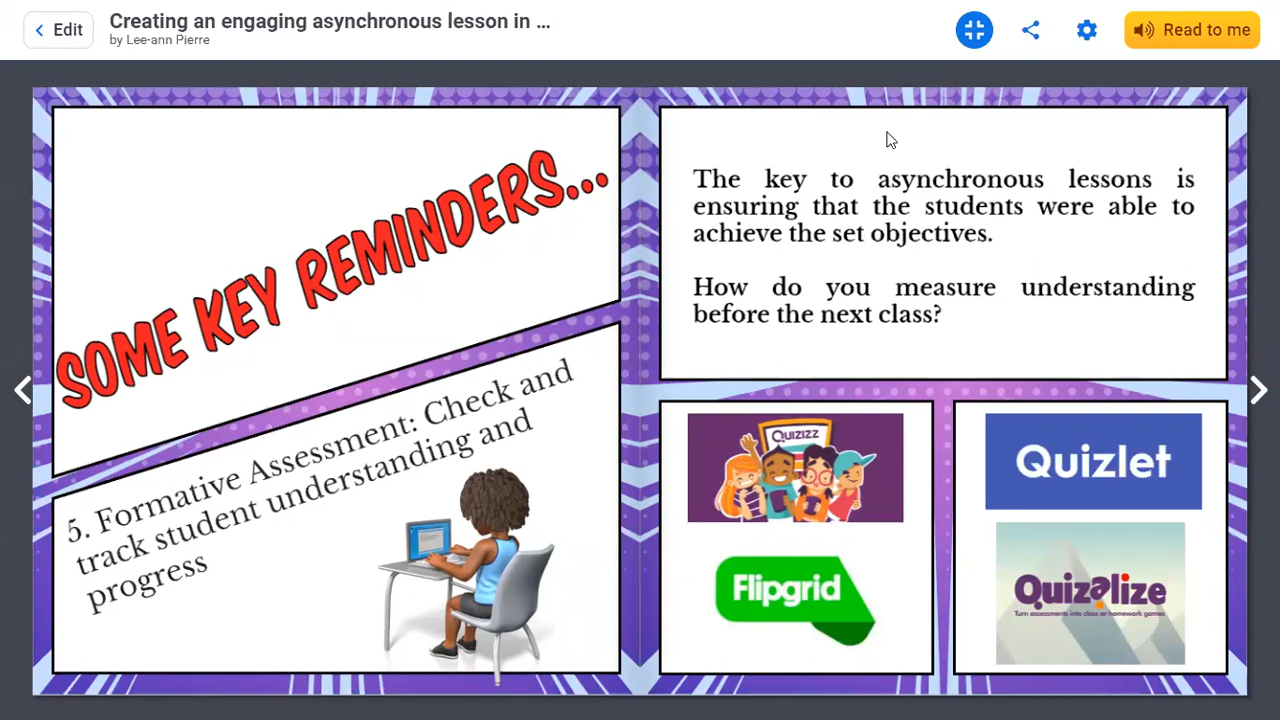 Edit
Creating an engaging asynchronous lesson in ...
by Lee-ann Pierre
Read to me
SOME KEY REMINDERS...
5. Formative Assessment: Check and
track student understanding and
progress
The key to asynchronous lessons is
ensuring that the students were able to
achieve the set objectives.
How do you measure understanding
before the next class?
Quizizz
Quizlet
Flipgrid
Quizalize
Turn assessments into class or homework games